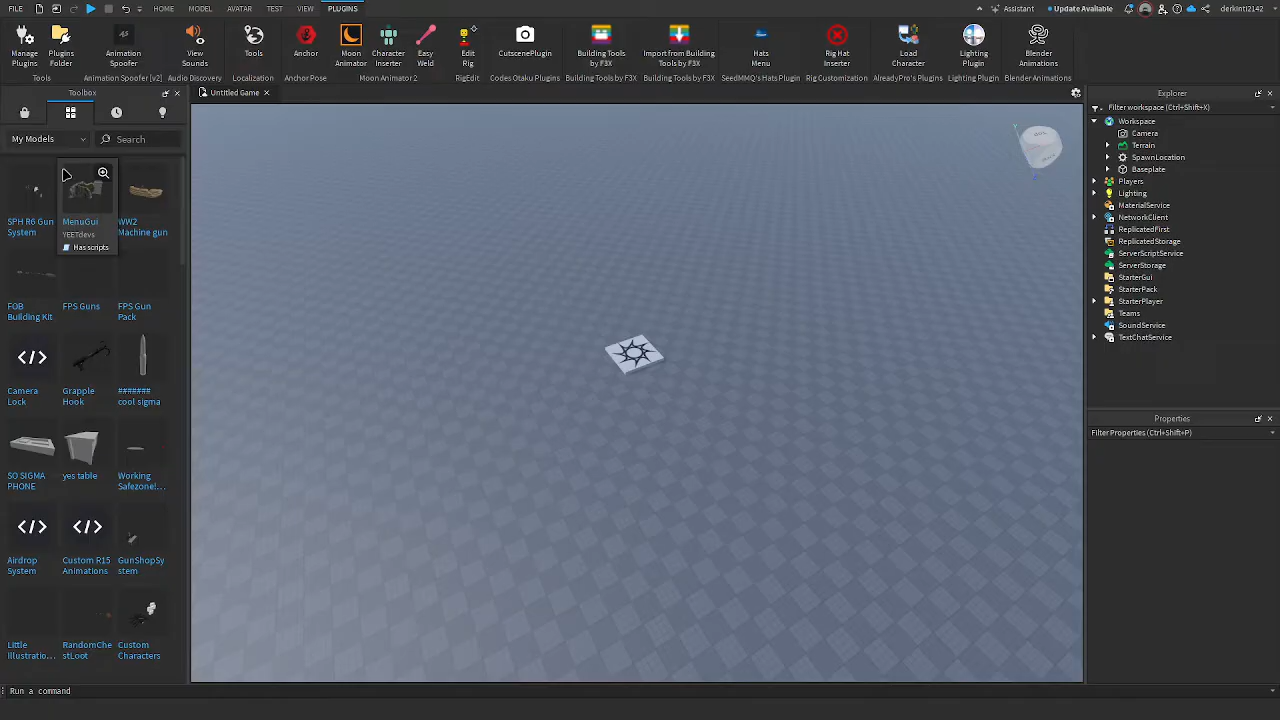 FILE HOME MODEL AVATAR TEST VIEW PLUGINS Assistant Update Available derkintl2142
Manage Plugins
Plugins Folder
Animation Spoofer
View Sounds
Tools
Anchor
Moon Animator
Character Inserter
Easy Weld
Edit Rig
CutscenePlugin
Building Tools by F3X
Import from Building Tools by F3X
Hats MMQ
Rig Hat Inserter
Load Character
Lighting Plugin
Blender Animations
Tools Animation Spoofer [v2] Audio Discovery Localization Anchor Pose Moon Animator 2 RigEdit Codes Otaku Plugins Building Tools by F3X Building Tools by F3X SeedMMQ's Hats Plugin Rig Customization AlreadyPro's Plugins Lighting Plugin Blender Animations
Toolbox
Untitled Game
My Models
Search
SPH R6 Gun System
MenuGui
YEETdevs
Has scripts
WW2 Machine gun
FOB Building Kit
FPS Guns
FPS Gun Pack
Camera Lock
Grapple Hook
####### cool sigma
SO SIGMA PHONE
yes table
Working Safezone!...
Airdrop System
Custom R15 Animations
GunShopSystem
Little Illustratio...
RandomChestLoot
Custom Characters
Explorer
Filter workspace (Ctrl+Shift+X)
Workspace
Camera
Terrain
SpawnLocation
Baseplate
Players
Lighting
MaterialService
NetworkClient
ReplicatedFirst
ReplicatedStorage
ServerScriptService
ServerStorage
StarterGui
StarterPack
StarterPlayer
Teams
SoundService
TextChatService
Properties
Filter Properties (Ctrl+Shift+P)
Run a command